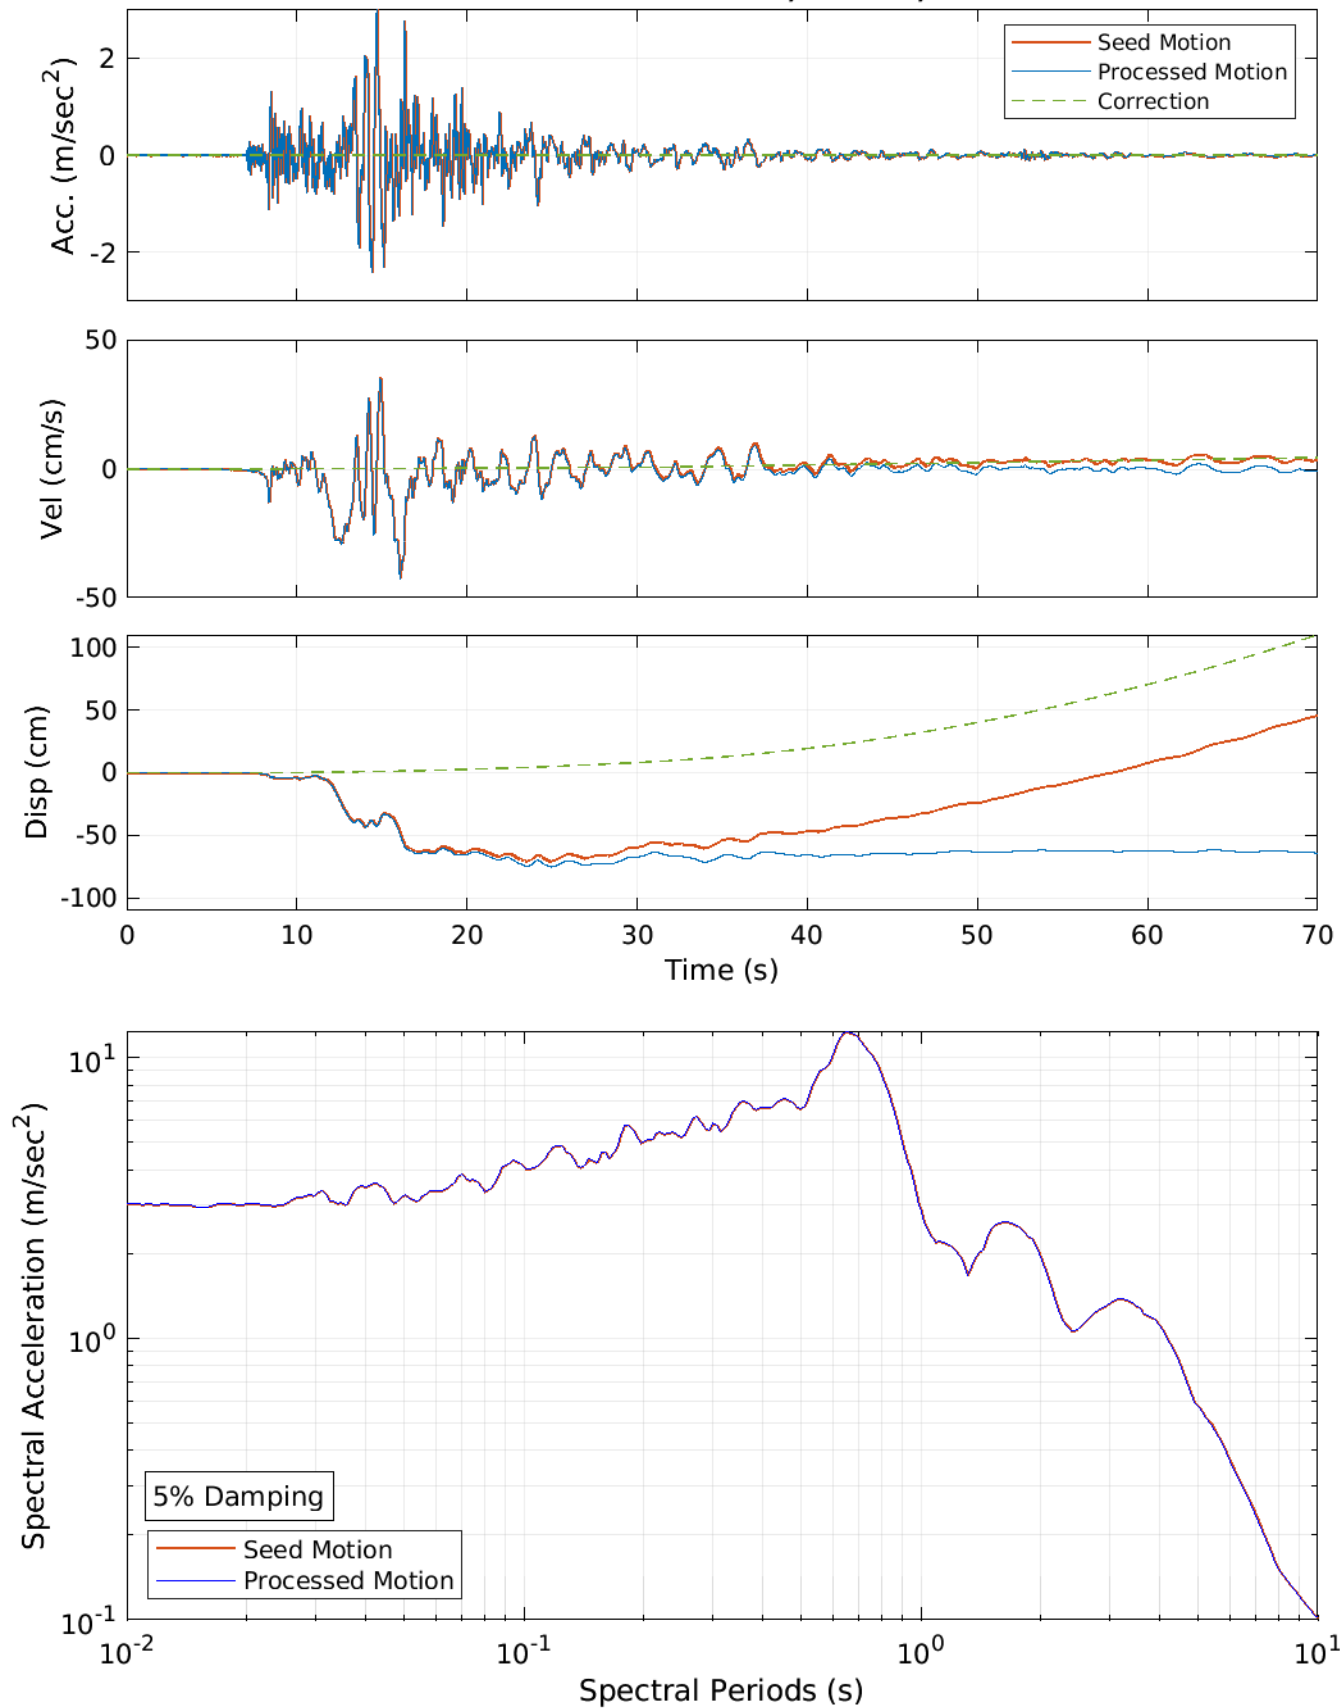 Seed Motion
Processed Motion
Correction
2
0
-2
Acc. (m/sec²)
50
0
-50
Vel (cm/s)
100
50
0
-50
-100
Disp (cm)
0 10 20 30 40 50 60 70
Time (s)
10¹
10⁰
10⁻¹
Spectral Acceleration (m/sec²)
5% Damping
Seed Motion
Processed Motion
10⁻² 10⁻¹ 10⁰ 10¹
Spectral Periods (s)